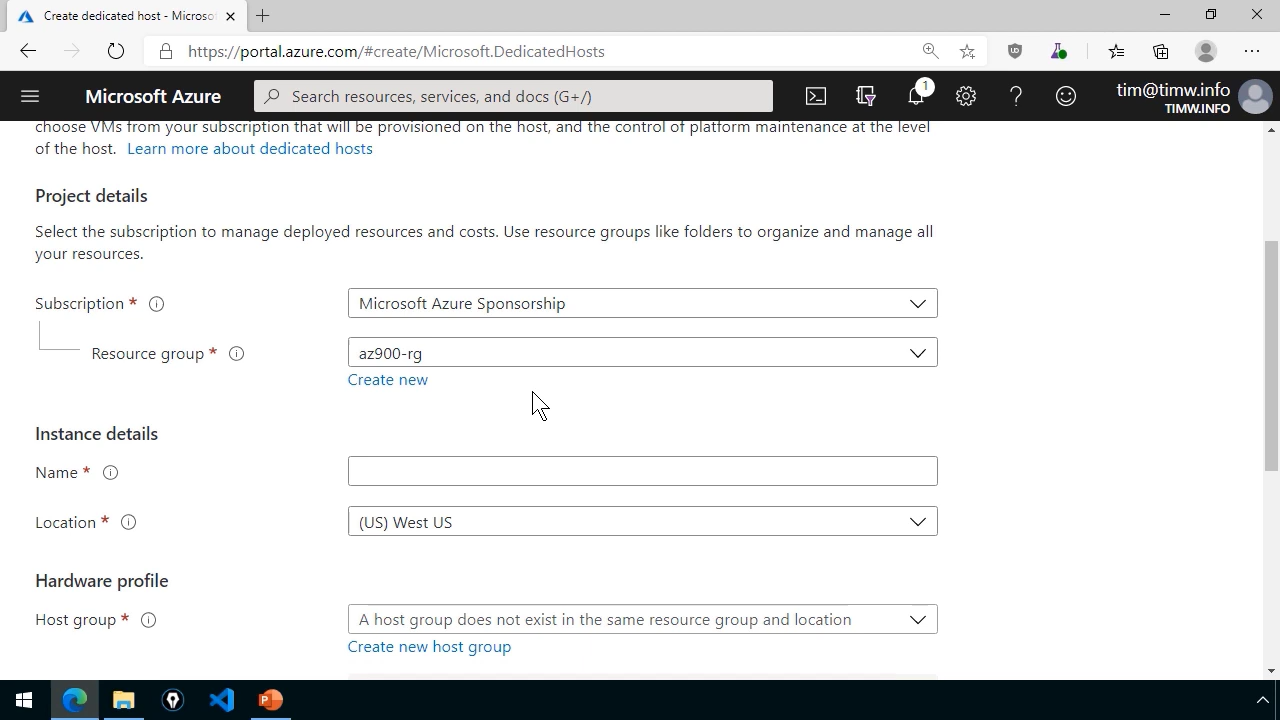 Create dedicated host - Microso
https://portal.azure.com/#create/Microsoft.DedicatedHosts
Microsoft Azure
Search resources, services, and docs (G+/)
1
tim@timw.info
TIMW.INFO
choose VMs from your subscription that will be provisioned on the host, and the control of platform maintenance at the level
of the host. Learn more about dedicated hosts
Project details
Select the subscription to manage deployed resources and costs. Use resource groups like folders to organize and manage all
your resources.
Subscription *
Microsoft Azure Sponsorship
Resource group *
az900-rg
Create new
Instance details
Name *
Location *
(US) West US
Hardware profile
Host group *
A host group does not exist in the same resource group and location
Create new host group